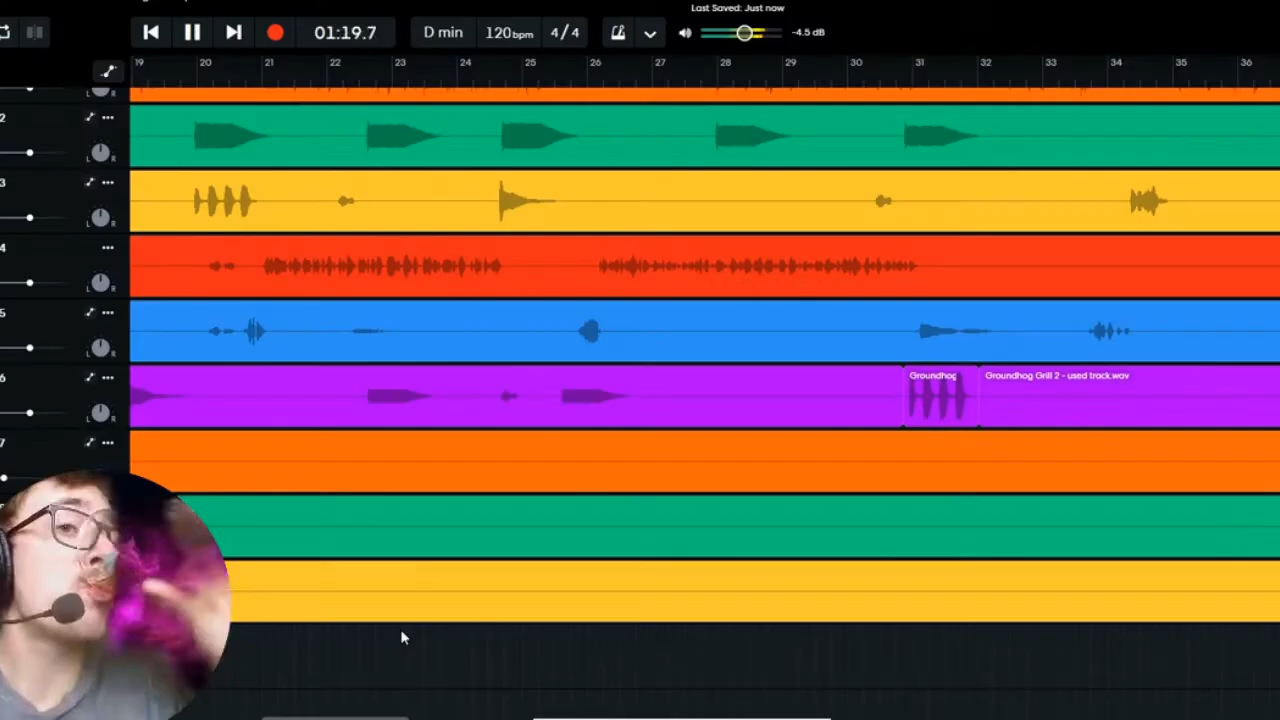 Last Saved: Just now
01:19.7 D min 120bpm 4/4 -4.5 dB
19 20 21 22 23 24 25 26 27 28 29 30 31 32 33 34 35 36
L R
2
L R
3
L R
4
L R
5
L R
6 Groundhog Groundhog Grill 2 - used track.wav
L R
7